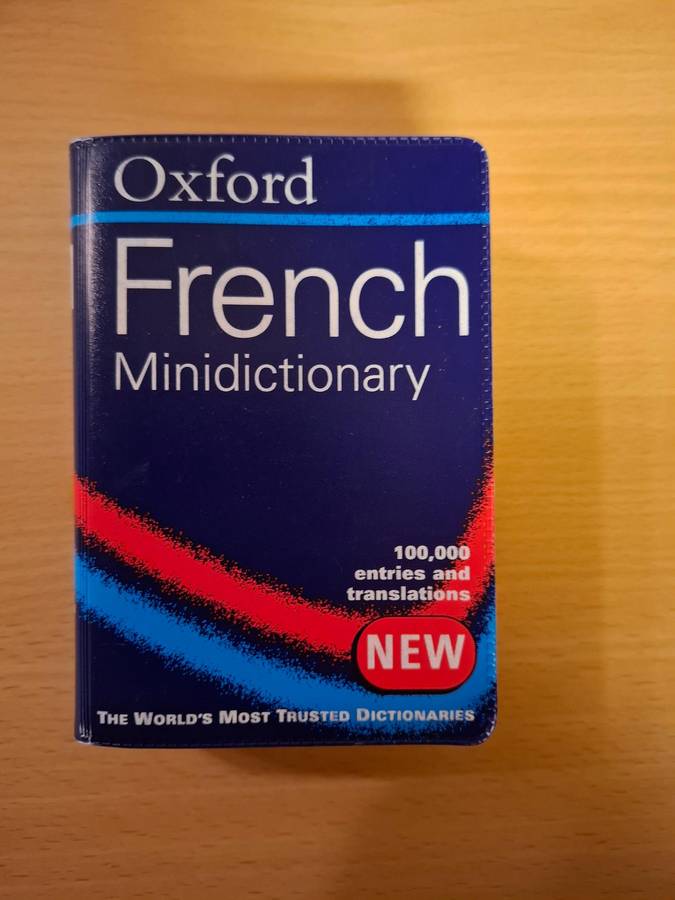 Oxford
French
Minidictionary
100,000
entries and
translations
NEW
THE WORLD'S MOST TRUSTED DICTIONARIES